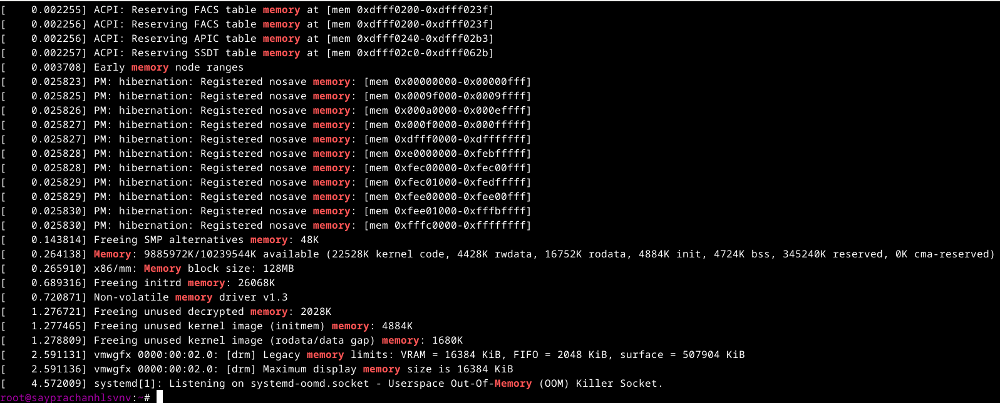 [    0.002255] ACPI: Reserving FACS table memory at [mem 0xdfff0200-0xdfff023f]
[    0.002256] ACPI: Reserving FACS table memory at [mem 0xdfff0200-0xdfff023f]
[    0.002256] ACPI: Reserving APIC table memory at [mem 0xdfff0240-0xdfff02b3]
[    0.002257] ACPI: Reserving SSDT table memory at [mem 0xdfff02c0-0xdfff062b]
[    0.003708] Early memory node ranges
[    0.025823] PM: hibernation: Registered nosave memory: [mem 0x00000000-0x00000fff]
[    0.025825] PM: hibernation: Registered nosave memory: [mem 0x0009f000-0x0009ffff]
[    0.025826] PM: hibernation: Registered nosave memory: [mem 0x000a0000-0x000effff]
[    0.025827] PM: hibernation: Registered nosave memory: [mem 0x000f0000-0x000fffff]
[    0.025827] PM: hibernation: Registered nosave memory: [mem 0xdfff0000-0xdfffffff]
[    0.025828] PM: hibernation: Registered nosave memory: [mem 0xe0000000-0xfebfffff]
[    0.025828] PM: hibernation: Registered nosave memory: [mem 0xfec00000-0xfec00fff]
[    0.025829] PM: hibernation: Registered nosave memory: [mem 0xfec01000-0xfedfffff]
[    0.025829] PM: hibernation: Registered nosave memory: [mem 0xfee00000-0xfee00fff]
[    0.025830] PM: hibernation: Registered nosave memory: [mem 0xfee01000-0xfffbffff]
[    0.025830] PM: hibernation: Registered nosave memory: [mem 0xfffc0000-0xffffffff]
[    0.143814] Freeing SMP alternatives memory: 48K
[    0.264138] Memory: 9885972K/10239544K available (22528K kernel code, 4428K rwdata, 16752K rodata, 4884K init, 4724K bss, 345240K reserved, 0K cma-reserved)
[    0.265910] x86/mm: Memory block size: 128MB
[    0.689316] Freeing initrd memory: 26068K
[    0.720871] Non-volatile memory driver v1.3
[    1.276721] Freeing unused decrypted memory: 2028K
[    1.277465] Freeing unused kernel image (initmem) memory: 4884K
[    1.278809] Freeing unused kernel image (rodata/data gap) memory: 1680K
[    2.591131] vmwgfx 0000:00:02.0: [drm] Legacy memory limits: VRAM = 16384 KiB, FIFO = 2048 KiB, surface = 507904 KiB
[    2.591136] vmwgfx 0000:00:02.0: [drm] Maximum display memory size is 16384 KiB
[    4.572009] systemd[1]: Listening on systemd-oomd.socket - Userspace Out-Of-Memory (OOM) Killer Socket.
root@sayprachanhlsvnv:~#